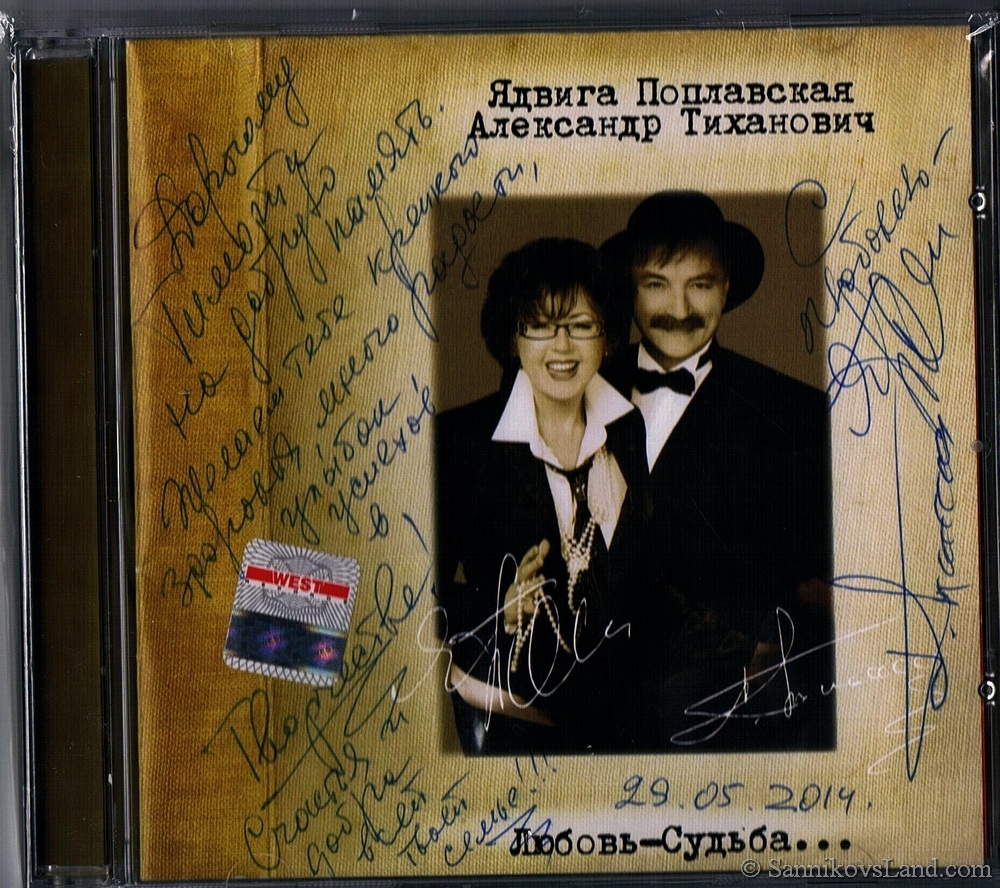 Ядвига Поплавская
Александр Тиханович
Дорогому
Тимофею
на добрую
память.
Желаем тебе крепкого
здоровья, много радости,
улыбок
успехов
в
Творчестве!
Счастья и
добра
всей
твоей
семье!!!
С
любовью
29.05.2014.
Любовь—Судьба...
WEST
© SannikovsLand.com